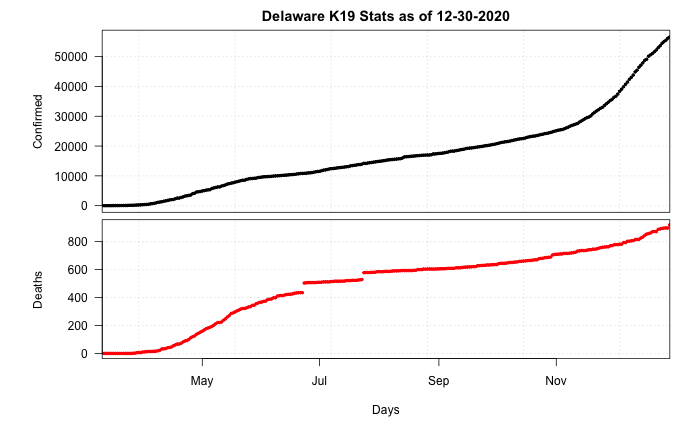 Delaware K19 Stats as of 12-30-2020
Confirmed
50000
40000
30000
20000
10000
0
Deaths
800
600
400
200
0
May Jul Sep Nov
Days